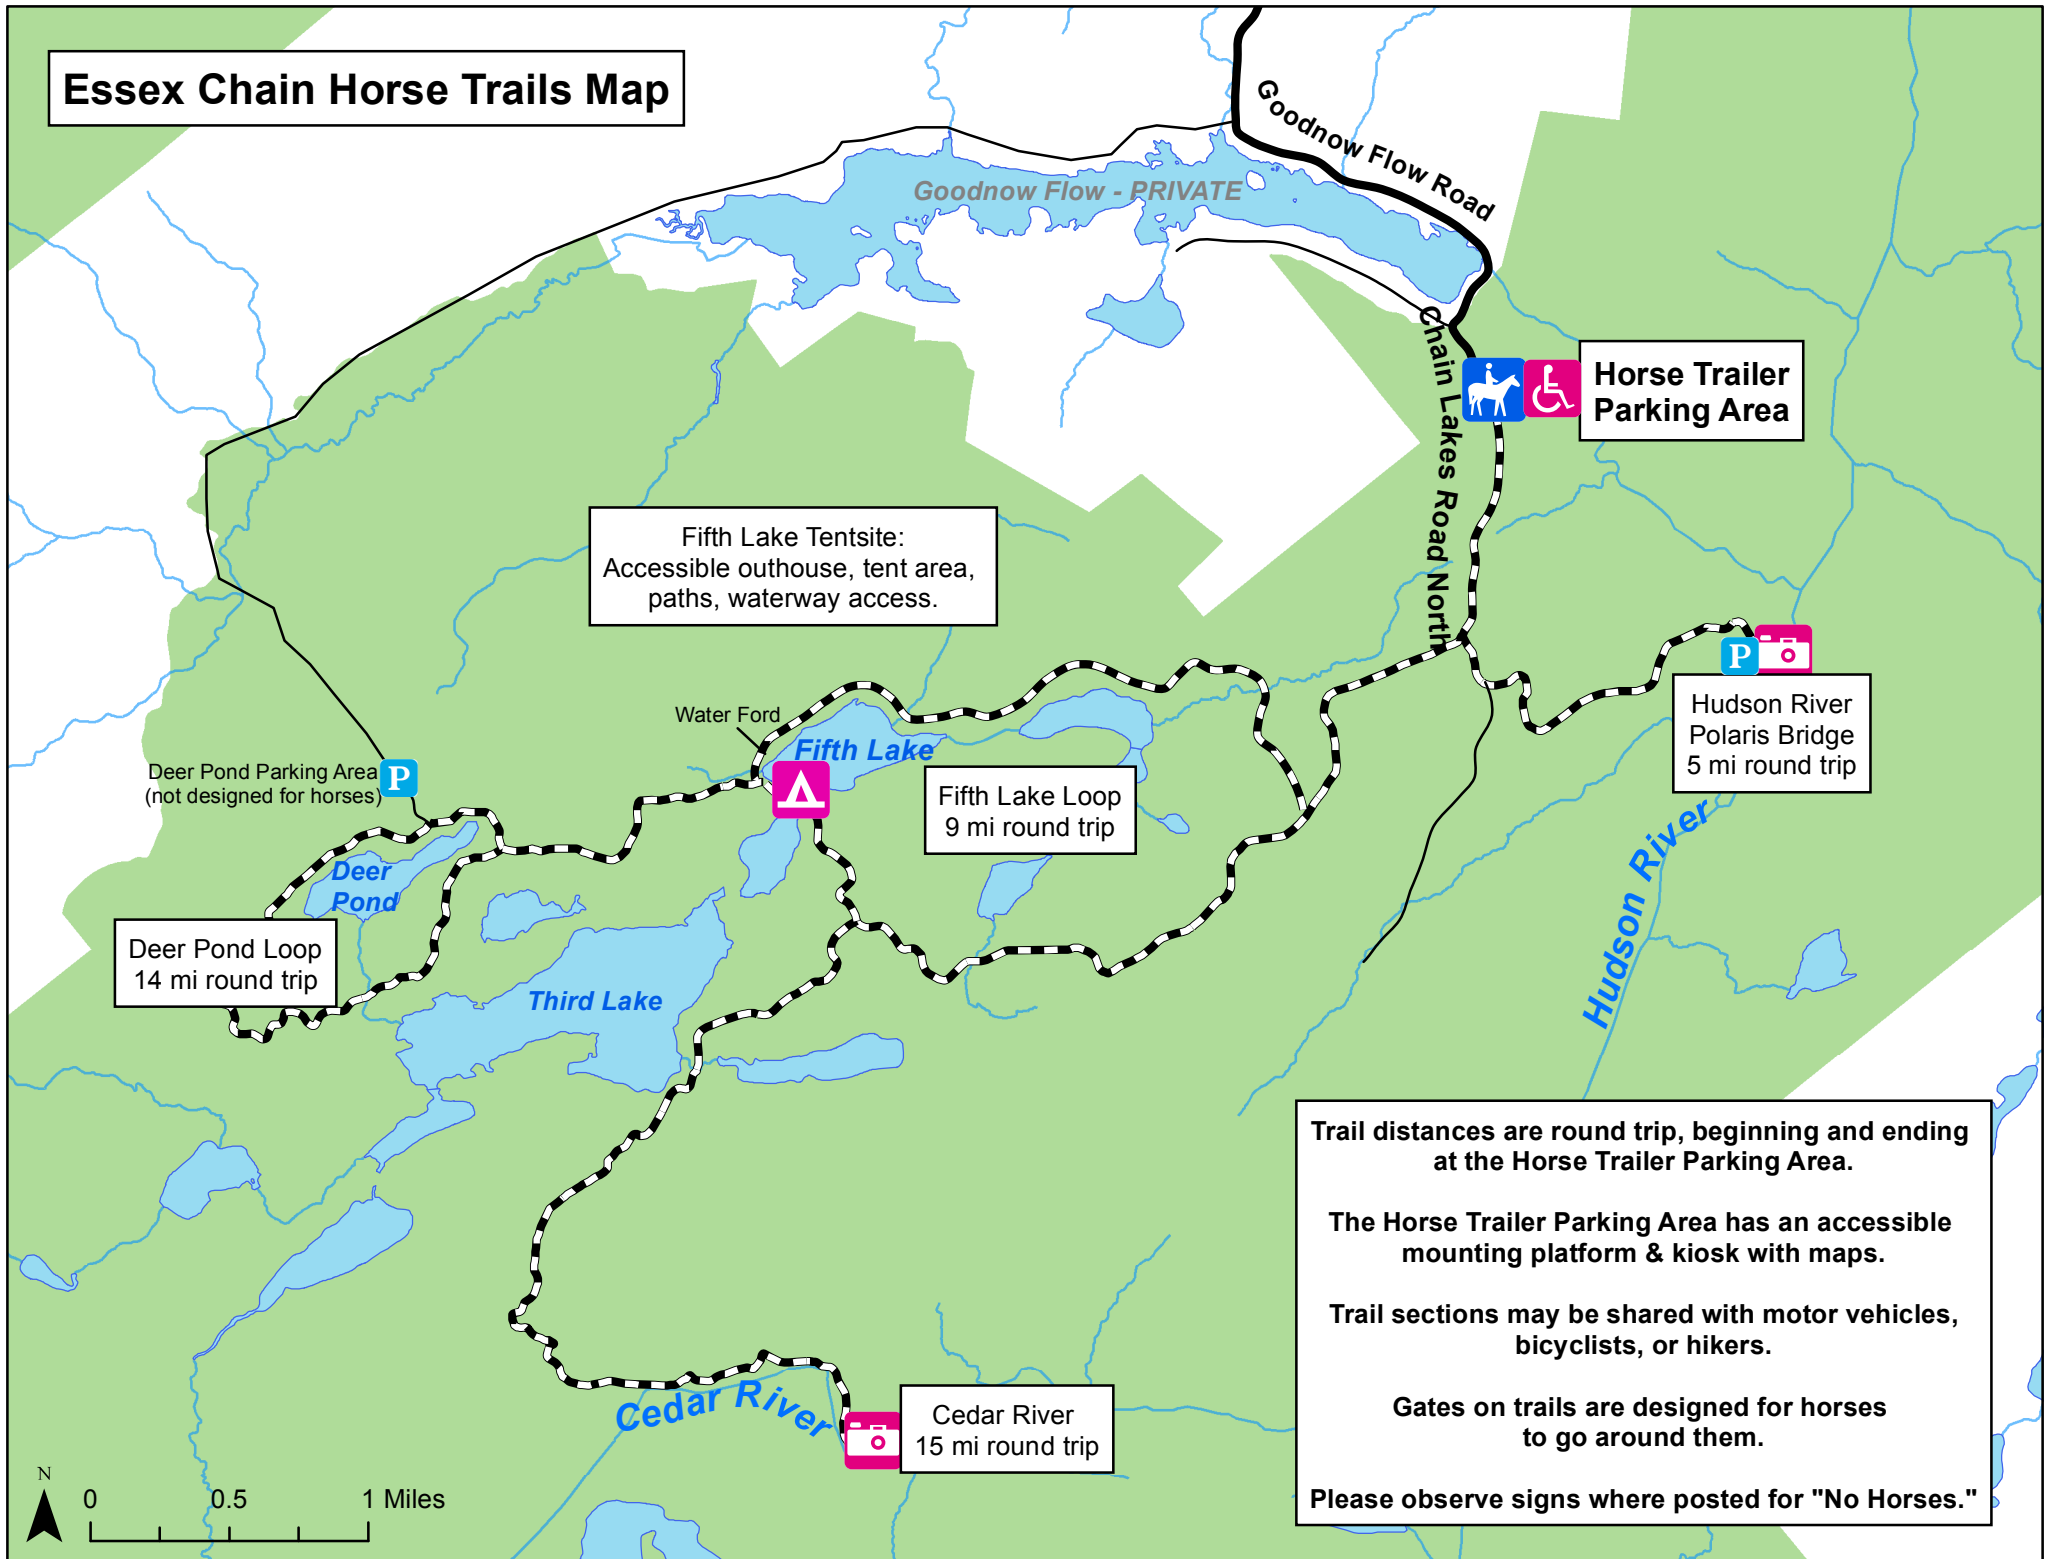 Essex Chain Horse Trails Map
Goodnow Flow Road
Goodnow Flow - PRIVATE
Chain Lakes Road North
Horse Trailer
Parking Area
Fifth Lake Tentsite:
Accessible outhouse, tent area,
paths, waterway access.
P
Hudson River
Polaris Bridge
5 mi round trip
Water Ford
Fifth Lake
Deer Pond Parking Area
(not designed for horses)
P
Fifth Lake Loop
9 mi round trip
Deer
Pond
Hudson River
Deer Pond Loop
14 mi round trip
Third Lake
Trail distances are round trip, beginning and ending
at the Horse Trailer Parking Area.
The Horse Trailer Parking Area has an accessible
mounting platform & kiosk with maps.
Trail sections may be shared with motor vehicles,
bicyclists, or hikers.
Gates on trails are designed for horses
to go around them.
Please observe signs where posted for "No Horses."
Cedar River
Cedar River
15 mi round trip
N
0 0.5 1 Miles